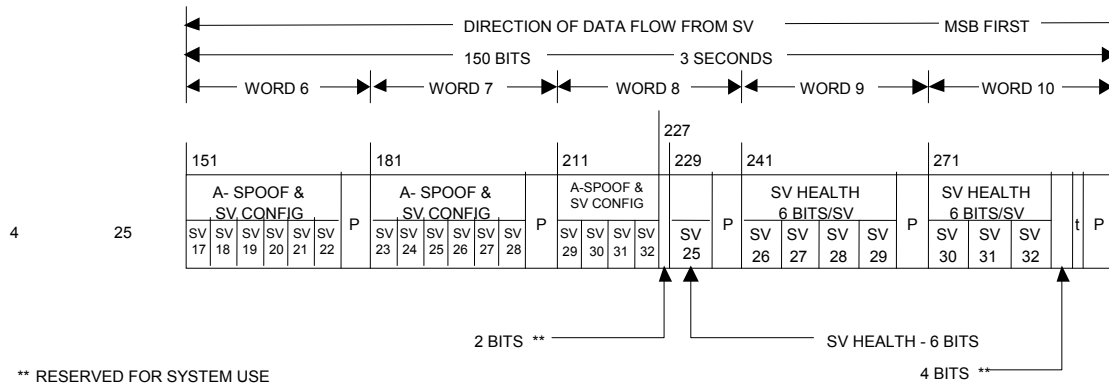 DIRECTION OF DATA FLOW FROM SV MSB FIRST
150 BITS 3 SECONDS
WORD 6 WORD 7 WORD 8 WORD 9 WORD 10
227
151 181 211 229 241 271
A- SPOOF & A- SPOOF & A-SPOOF & SV HEALTH SV HEALTH
SV CONFIG SV CONFIG SV CONFIG 6 BITS/SV 6 BITS/SV
P P P P t P
4 25
SV SV SV SV SV SV SV SV SV SV SV SV SV SV SV SV SV SV SV SV SV SV SV SV
17 18 19 20 21 22 23 24 25 26 27 28 29 30 31 32 25 26 27 28 29 30 31 32
2 BITS ** SV HEALTH - 6 BITS
** RESERVED FOR SYSTEM USE 4 BITS **